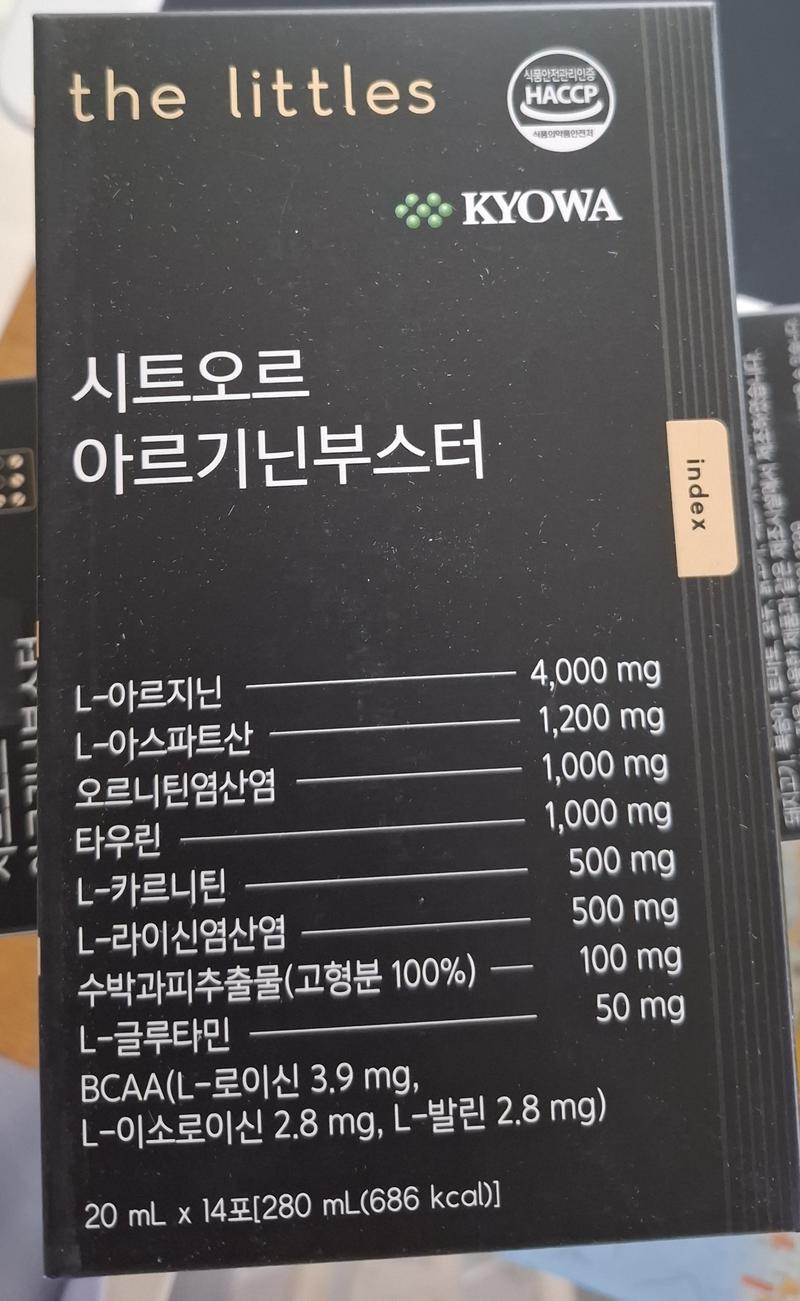 the littles
식품안전관리인증
HACCP
식품의약품안전처
KYOWA
시트오르
아르기닌부스터
index
L-아르지닌 4,000 mg
L-아스파트산 1,200 mg
오르니틴염산염 1,000 mg
타우린 1,000 mg
L-카르니틴 500 mg
L-라이신염산염 500 mg
수박과피추출물(고형분 100%) 100 mg
L-글루타민 50 mg
BCAA(L-로이신 3.9 mg,
L-이소로이신 2.8 mg, L-발린 2.8 mg)
20 mL x 14포[280 mL(686 kcal)]